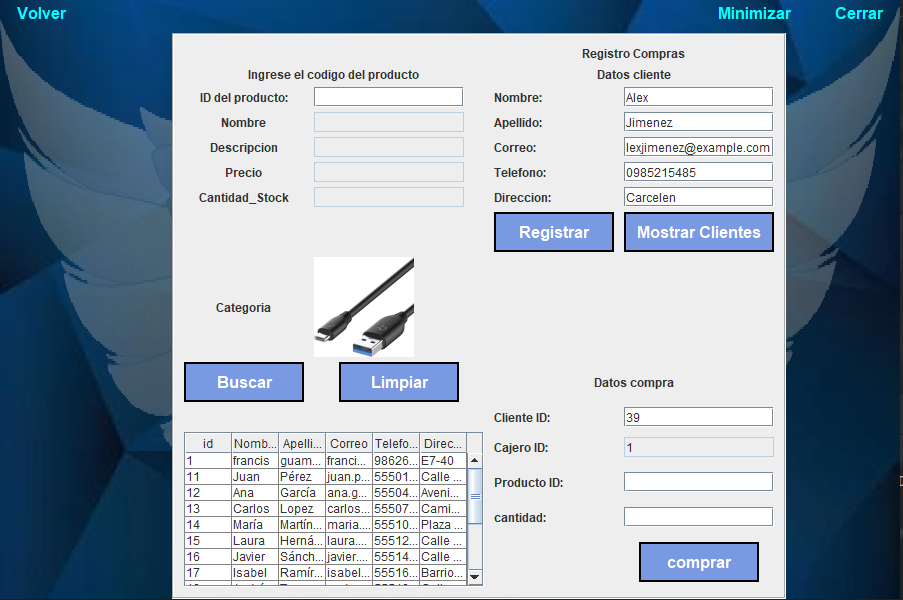 Volver
Minimizar Cerrar
Registro Compras
Ingrese el codigo del producto
Datos cliente
ID del producto:
Nombre
Descripcion
Precio
Cantidad_Stock
Nombre: Alex
Apellido: Jimenez
Correo: lexjimenez@example.com
Telefono: 0985215485
Direccion: Carcelen
Registrar Mostrar Clientes
Categoria
Buscar Limpiar
Datos compra
Cliente ID: 39
Cajero ID: 1
Producto ID:
cantidad:
comprar
id Nomb... Apelli... Correo Telefo... Direc...
1 francis guam... franci... 98626... E7-40
11 Juan Pérez juan.p... 55501... Calle ...
12 Ana García ana.g... 55504... Aveni...
13 Carlos Lopez carlos... 55507... Cami...
14 María Martín... maria.... 55510... Plaza ...
15 Laura Herná... laura.... 55512... Calle ...
16 Javier Sánch... javier.... 55514... Calle ...
17 Isabel Ramír... isabel... 55516... Barrio...